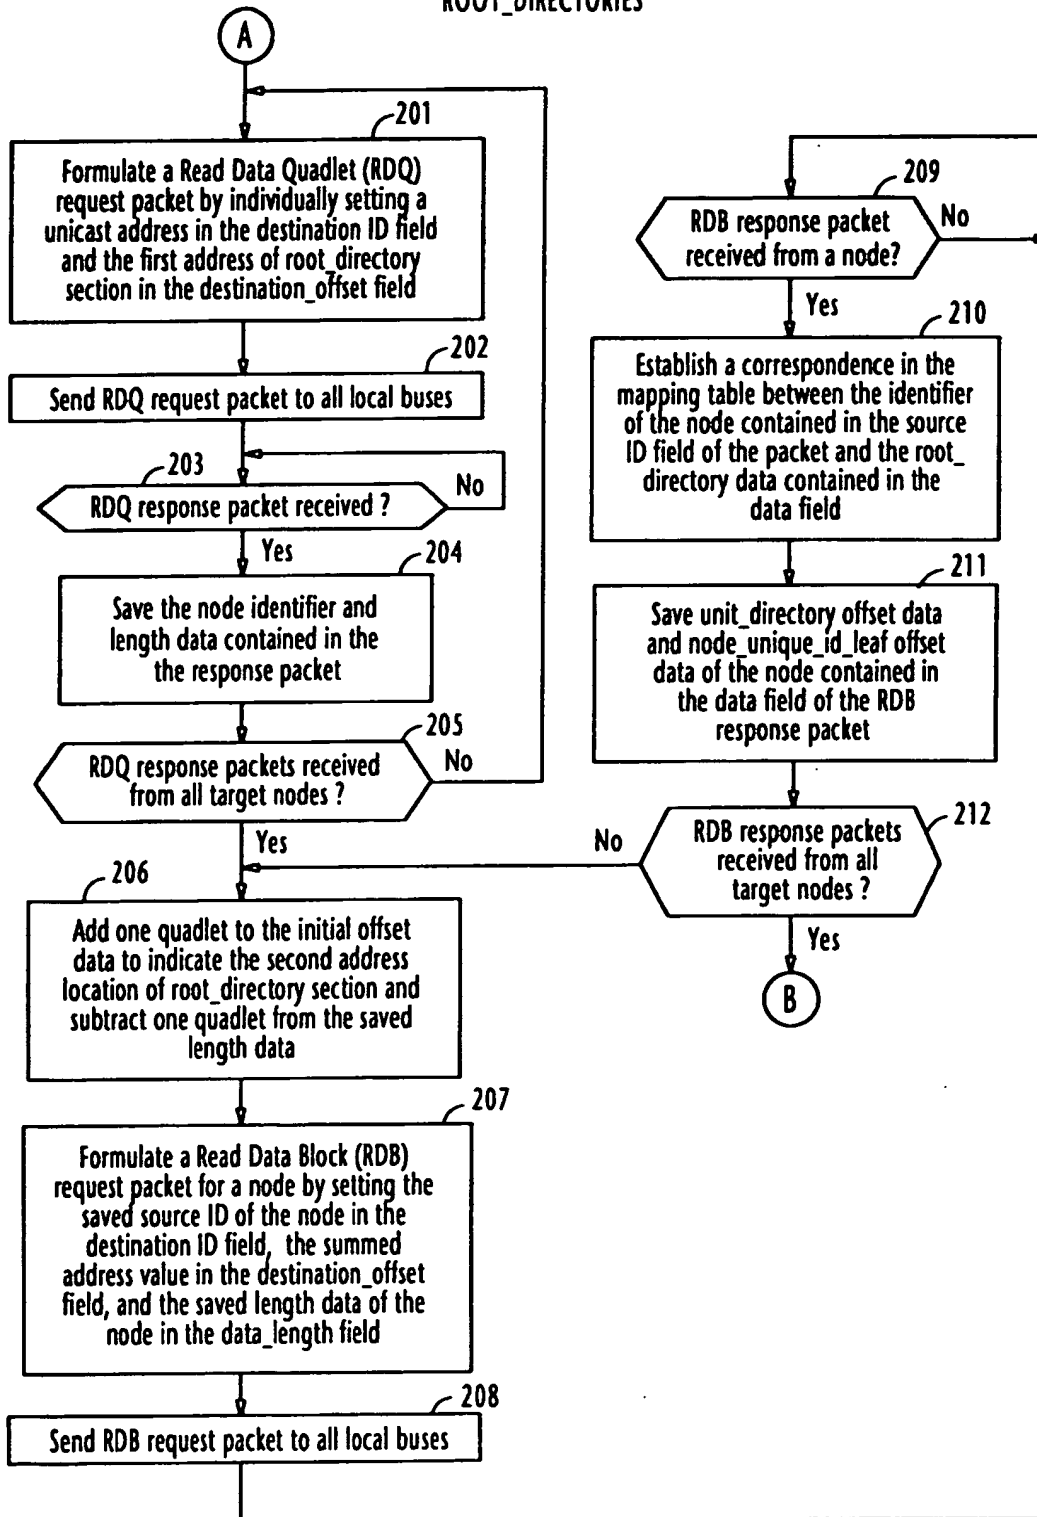 ROOT_DIRECTORIES
A
201
Formulate a Read Data Quadlet (RDQ)
request packet by individually setting a
unicast address in the destination ID field
and the first address of root_directory
section in the destination_offset field
202
Send RDQ request packet to all local buses
203
RDQ response packet received ?
No
Yes
204
Save the node identifier and
length data contained in the
the response packet
205
RDQ response packets received
from all target nodes ?
No
Yes
206
Add one quadlet to the initial offset
data to indicate the second address
location of root_directory section and
subtract one quadlet from the saved
length data
207
Formulate a Read Data Block (RDB)
request packet for a node by setting the
saved source ID of the node in the
destination ID field, the summed
address value in the destination_offset
field, and the saved length data of the
node in the data_length field
208
Send RDB request packet to all local buses
209
RDB response packet
received from a node?
No
Yes
210
Establish a correspondence in the
mapping table between the identifier
of the node contained in the source
ID field of the packet and the root_
directory data contained in the
data field
211
Save unit_directory offset data
and node_unique_id_leaf offset
data of the node contained in
the data field of the RDB
response packet
212
RDB response packets
received from all
target nodes ?
No
Yes
B